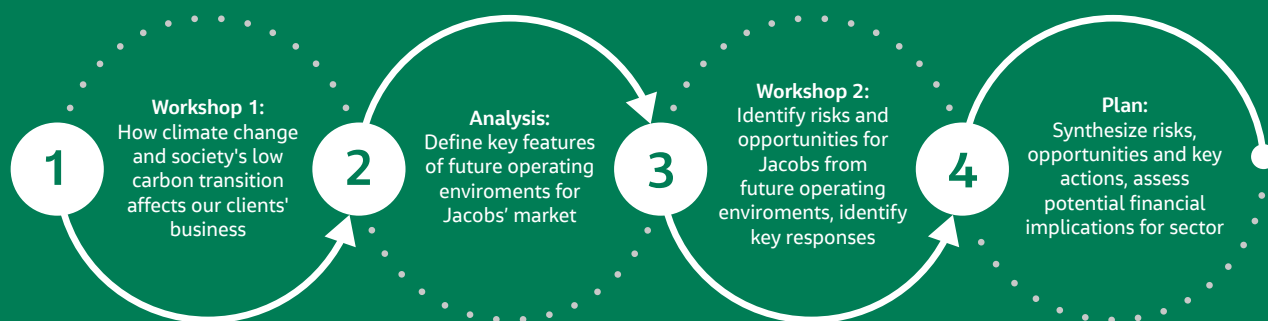 1
Workshop 1:
How climate change
and society's low
carbon transition
affects our clients'
business
2
Analysis:
Define key features
of future operating
enviroments for
Jacobs' market
3
Workshop 2:
Identify risks and
opportunities for
Jacobs from
future operating
enviroments, identify
key responses
4
Plan:
Synthesize risks,
opportunities and key
actions, assess
potential financial
implications for sector